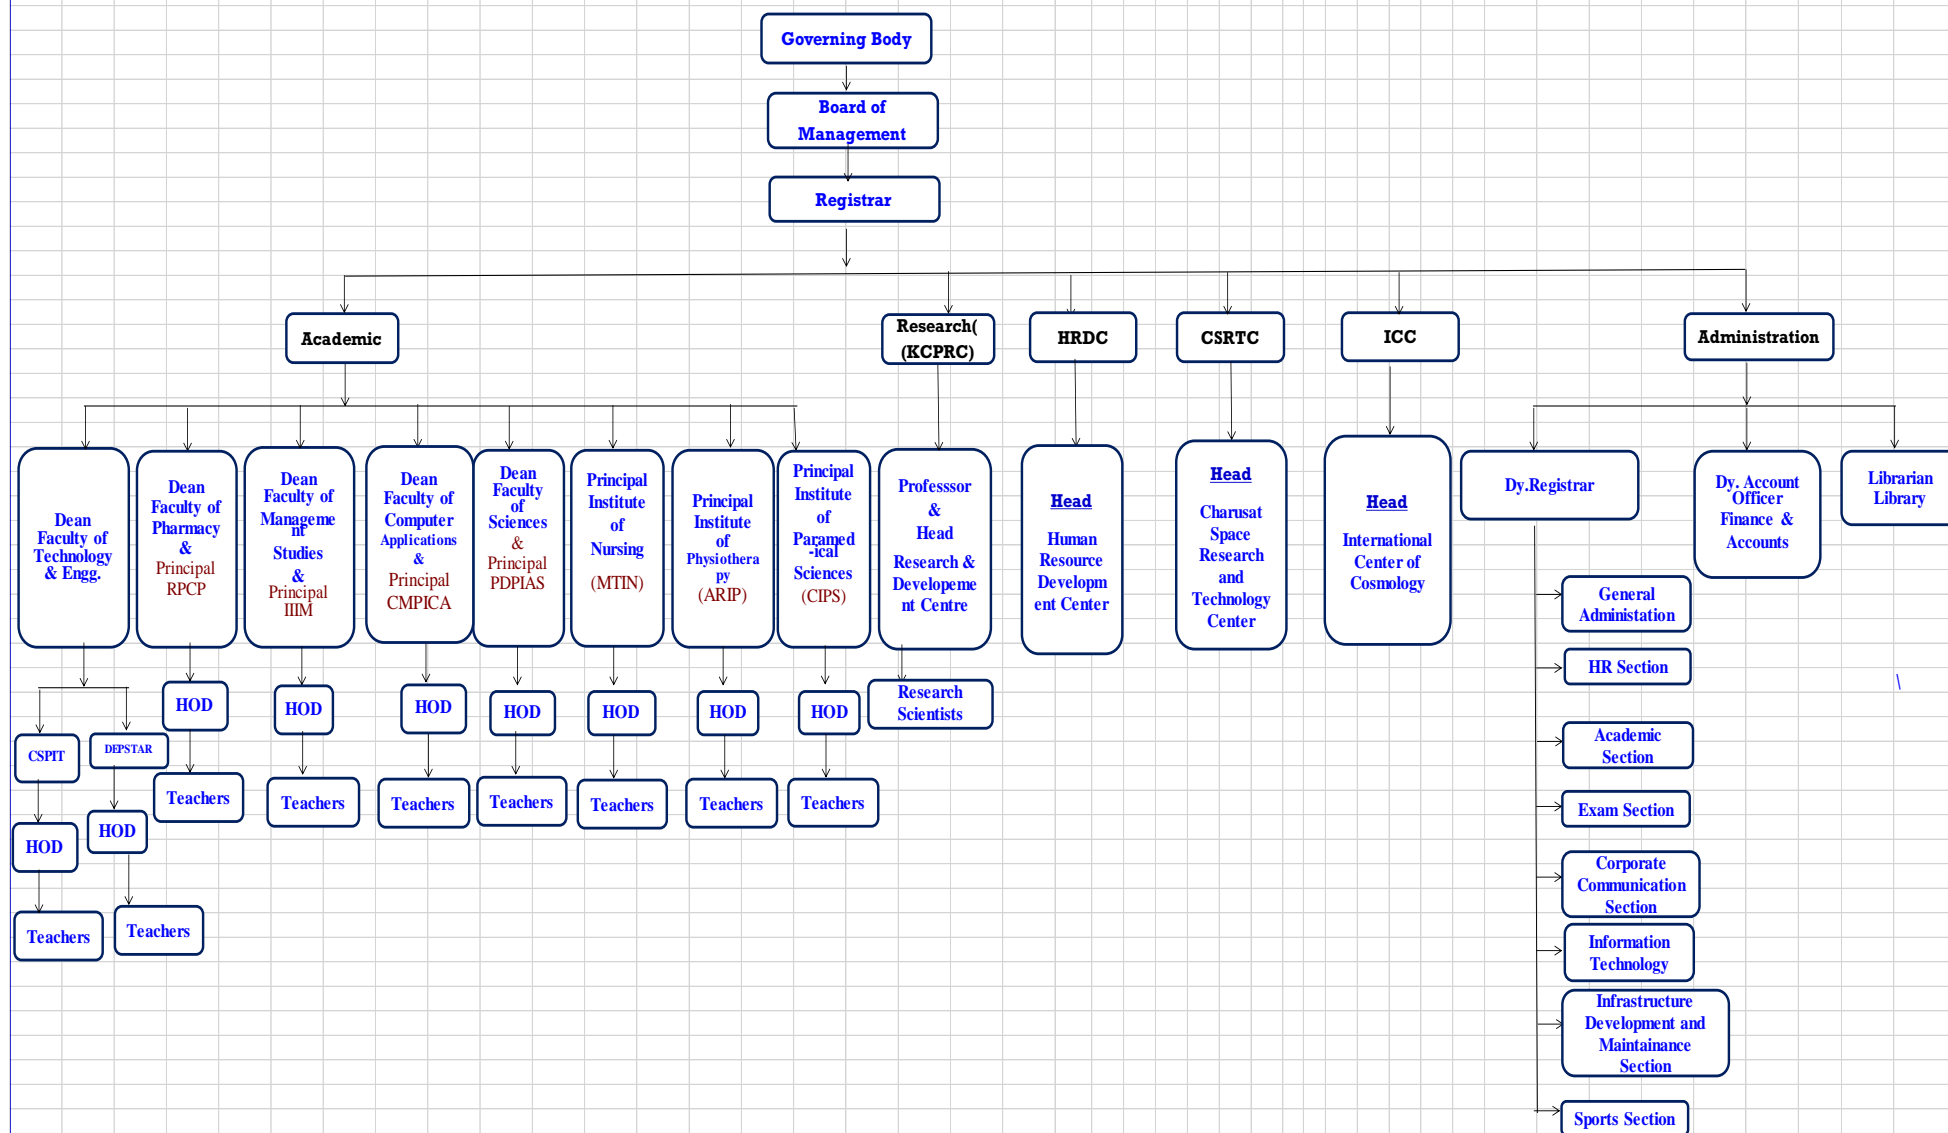 Governing Body
Board of
Management
Registrar
Academic
Research(
(KCPRC)
HRDC
CSRTC
ICC
Administration
Dean
Faculty of
Technology
& Engg.
Dean
Faculty of
Pharmacy
&
Principal
RPCP
Dean
Faculty of
Manageme
nt
Studies
&
Principal
IIIM
Dean
Faculty of
Computer
Applications
&
Principal
CMPICA
Dean
Faculty
of
Sciences
&
Principal
PDPIAS
Principal
Institute
of
Nursing
(MTIN)
Principal
Institute
of
Physiothera
py
(ARIP)
Principal
Institute
of
Paramed
-ical
Sciences
(CIPS)
Professsor
&
Head
Research &
Developeme
nt Centre
Head
Human
Resource
Developm
ent Center
Head
Charusat
Space
Research
and
Technology
Center
Head
International
Center of
Cosmology
Dy.Registrar
Dy. Account
Officer
Finance &
Accounts
Librarian
Library
HOD
HOD
HOD
HOD
HOD
HOD
HOD
Research
Scientists
CSPIT
DEPSTAR
Teachers
Teachers
Teachers
Teachers
Teachers
Teachers
Teachers
HOD
HOD
Teachers
Teachers
General
Administation
HR Section
\
Academic
Section
Exam Section
Corporate
Communication
Section
Information
Technology
Infrastructure
Development and
Maintainance
Section
Sports Section